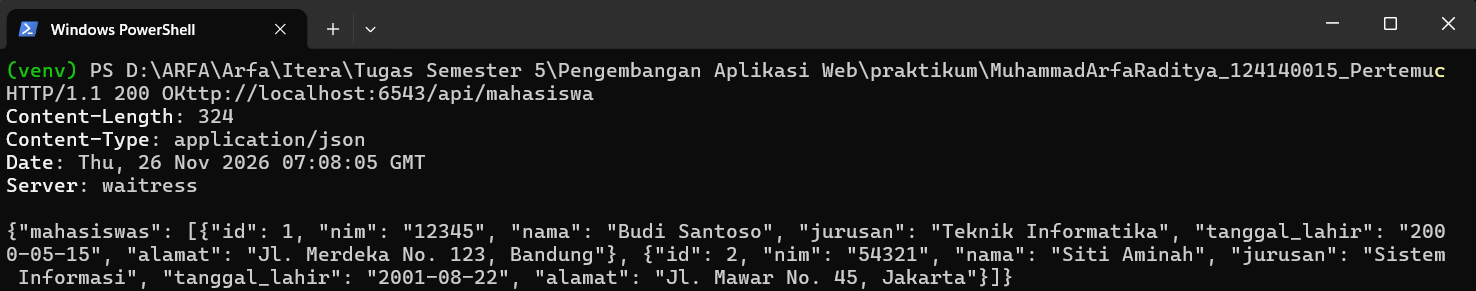 Windows PowerShell
(venv) PS D:\ARFA\Arfa\Itera\Tugas Semester 5\Pengembangan Aplikasi Web\praktikum\MuhammadArfaRaditya_124140015_Pertemuc
HTTP/1.1 200 OKttp://localhost:6543/api/mahasiswa
Content-Length: 324
Content-Type: application/json
Date: Thu, 26 Nov 2026 07:08:05 GMT
Server: waitress
{"mahasiswas": [{"id": 1, "nim": "12345", "nama": "Budi Santoso", "jurusan": "Teknik Informatika", "tanggal_lahir": "200
0-05-15", "alamat": "Jl. Merdeka No. 123, Bandung"}, {"id": 2, "nim": "54321", "nama": "Siti Aminah", "jurusan": "Sistem
 Informasi", "tanggal_lahir": "2001-08-22", "alamat": "Jl. Mawar No. 45, Jakarta"}]}